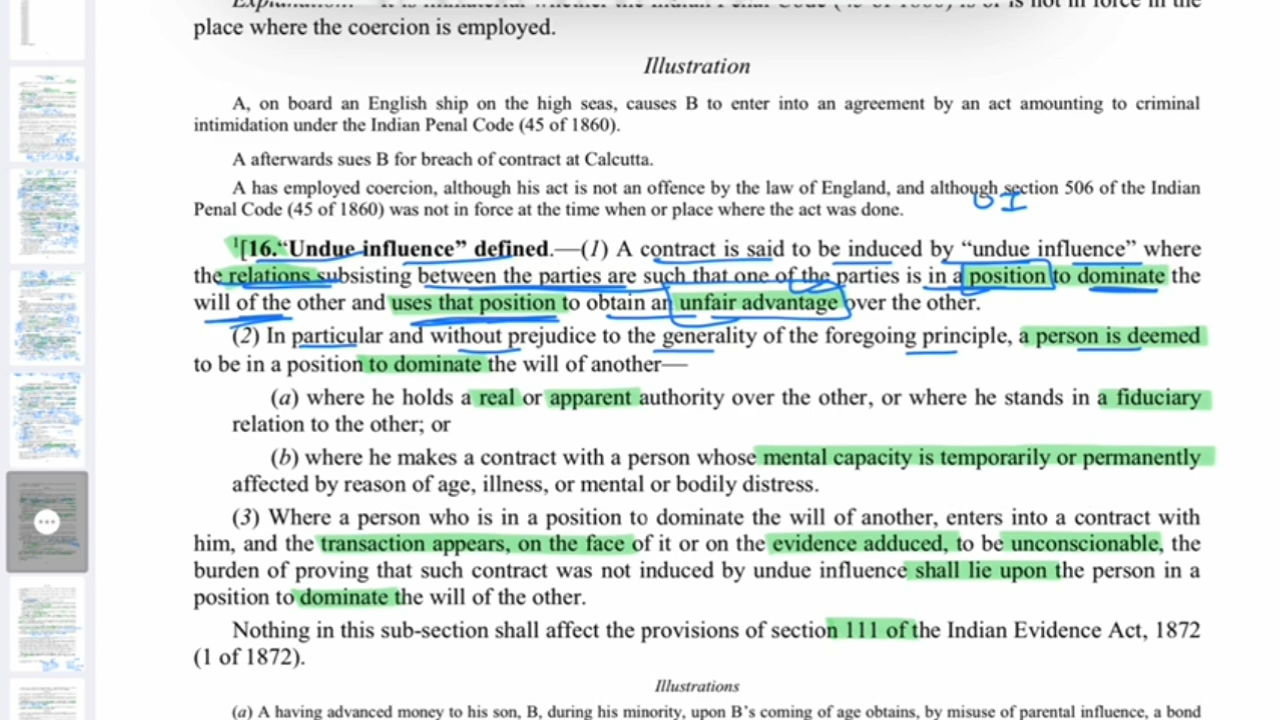 Explanation.
is not in force in the
place where the coercion is employed.
Illustration
A, on board an English ship on the high seas, causes B to enter into an agreement by an act amounting to criminal
intimidation under the Indian Penal Code (45 of 1860).
A afterwards sues B for breach of contract at Calcutta.
A has employed coercion, although his act is not an offence by the law of England, and although section 506 of the Indian
Penal Code (45 of 1860) was not in force at the time when or place where the act was done.
UI
¹[16.“Undue influence” defined.—(1) A contract is said to be induced by “undue influence” where
the relations subsisting between the parties are such that one of the parties is in a position to dominate the
will of the other and uses that position to obtain an unfair advantage over the other.
(2) In particular and without prejudice to the generality of the foregoing principle, a person is deemed
to be in a position to dominate the will of another—
(a) where he holds a real or apparent authority over the other, or where he stands in a fiduciary
relation to the other; or
(b) where he makes a contract with a person whose mental capacity is temporarily or permanently
affected by reason of age, illness, or mental or bodily distress.
(3) Where a person who is in a position to dominate the will of another, enters into a contract with
him, and the transaction appears, on the face of it or on the evidence adduced, to be unconscionable, the
burden of proving that such contract was not induced by undue influence shall lie upon the person in a
position to dominate the will of the other.
Nothing in this sub-section shall affect the provisions of section 111 of the Indian Evidence Act, 1872
(1 of 1872).
Illustrations
(a) A having advanced money to his son, B, during his minority, upon B’s coming of age obtains, by misuse of parental influence, a bond